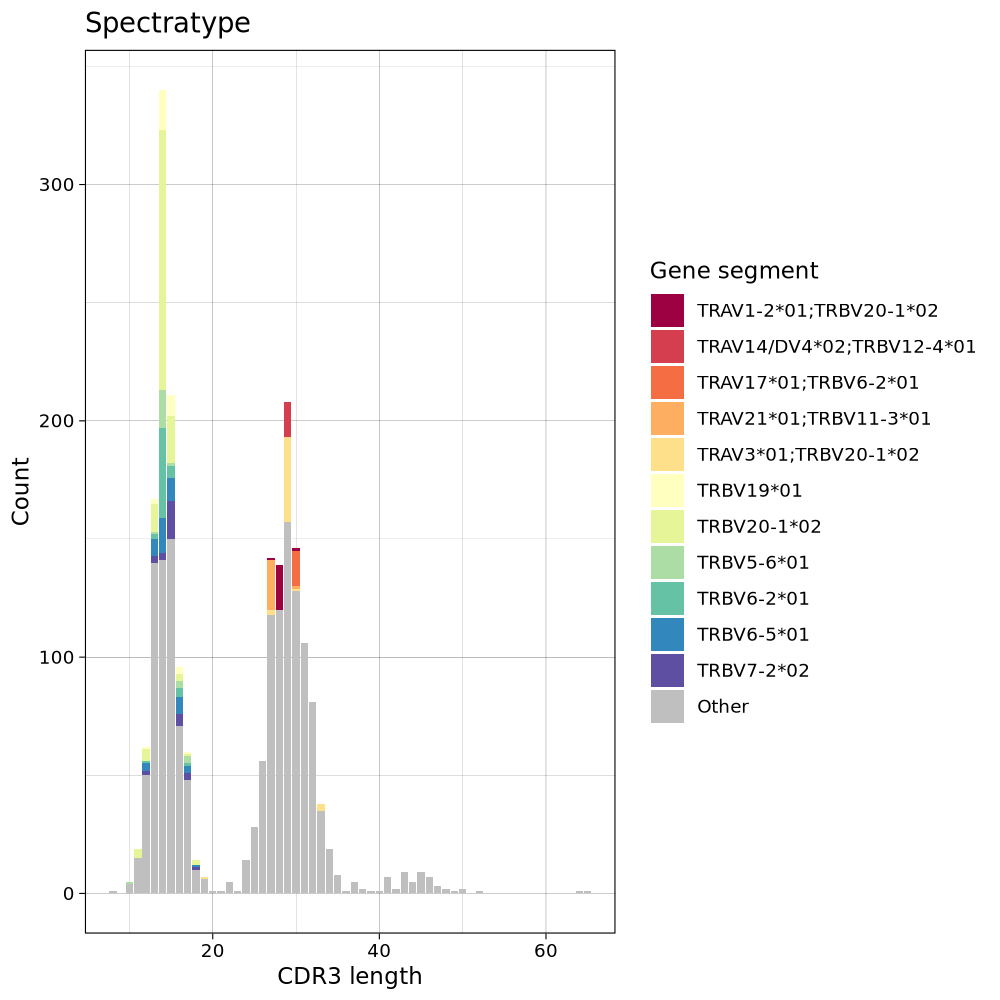 Spectratype
Count
300
200
100
0
20
40
60
CDR3 length
Gene segment
TRAV1-2*01;TRBV20-1*02
TRAV14/DV4*02;TRBV12-4*01
TRAV17*01;TRBV6-2*01
TRAV21*01;TRBV11-3*01
TRAV3*01;TRBV20-1*02
TRBV19*01
TRBV20-1*02
TRBV5-6*01
TRBV6-2*01
TRBV6-5*01
TRBV7-2*02
Other